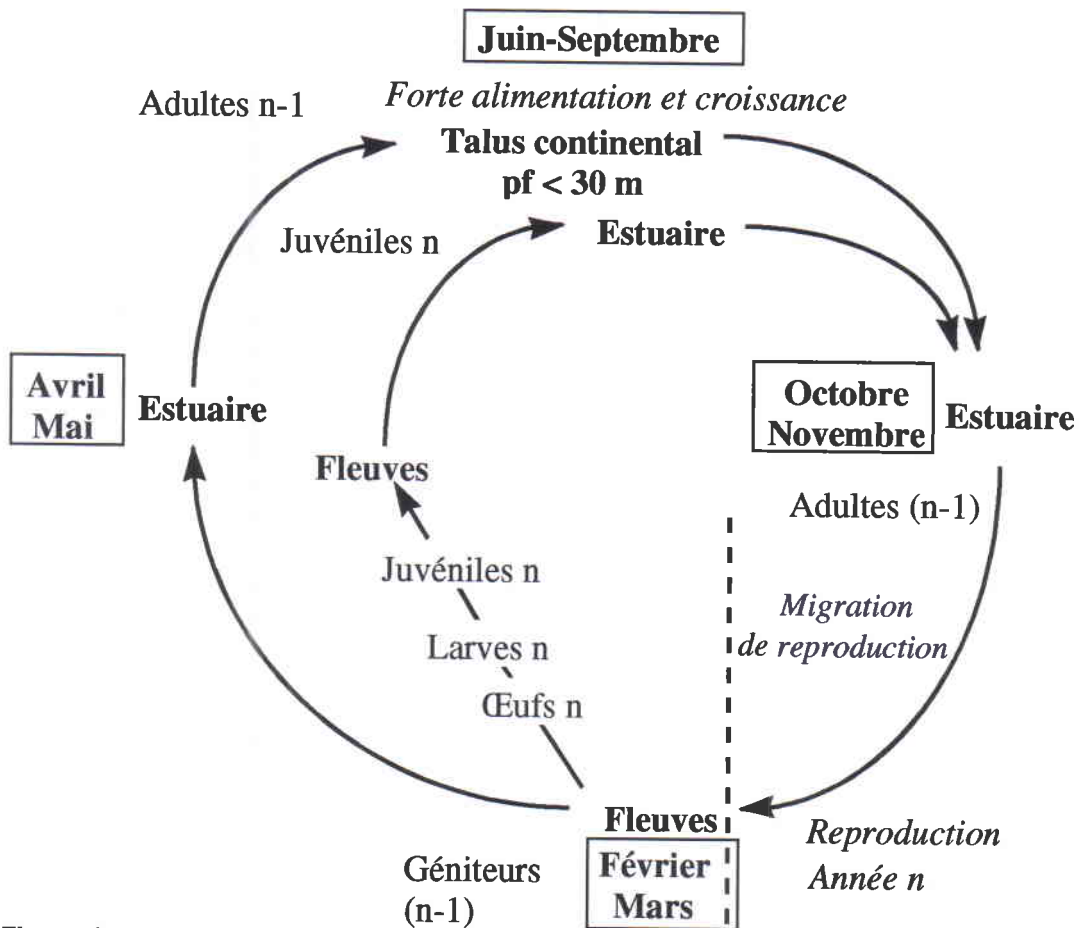 Juin-Septembre
Adultes n-1
Forte alimentation et croissance
Talus continental
pf < 30 m
Juvéniles n
Estuaire
Avril
Mai
Estuaire
Octobre
Novembre
Estuaire
Fleuves
Adultes (n-1)
Juvéniles n
Migration
de reproduction
Larves n
Œufs n
Fleuves
Reproduction
Année n
Géniteurs
(n-1)
Février
Mars